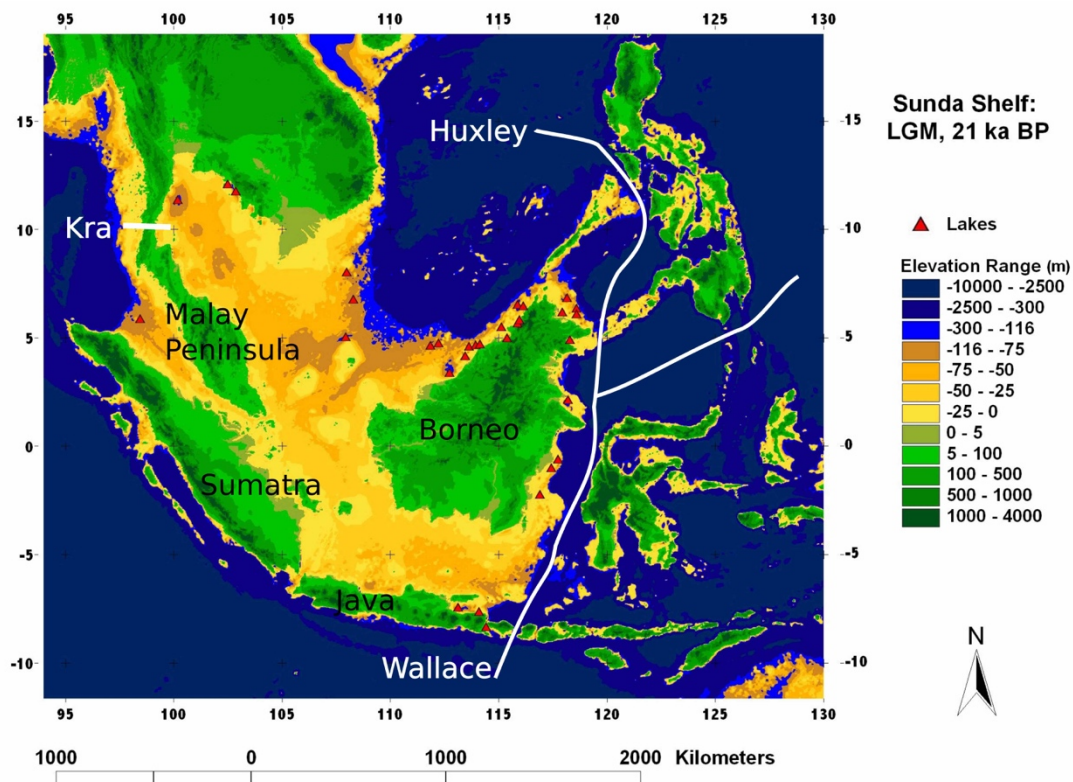 95 100 105 110 115 120 125 130
Sunda Shelf:
LGM, 21 ka BP
15 15
Huxley
Lakes
10 10
Kra
Elevation Range (m)
-10000 - -2500
-2500 - -300
-300 - -116
-116 - -75
-75 - -50
-50 - -25
-25 - 0
0 - 5
5 - 100
100 - 500
500 - 1000
1000 - 4000
Malay
Peninsula
5 5
Borneo
0 0
Sumatra
-5 -5
Java
Wallace
-10 -10
N
95 100 105 110 115 120 125 130
1000 0 1000 2000 Kilometers